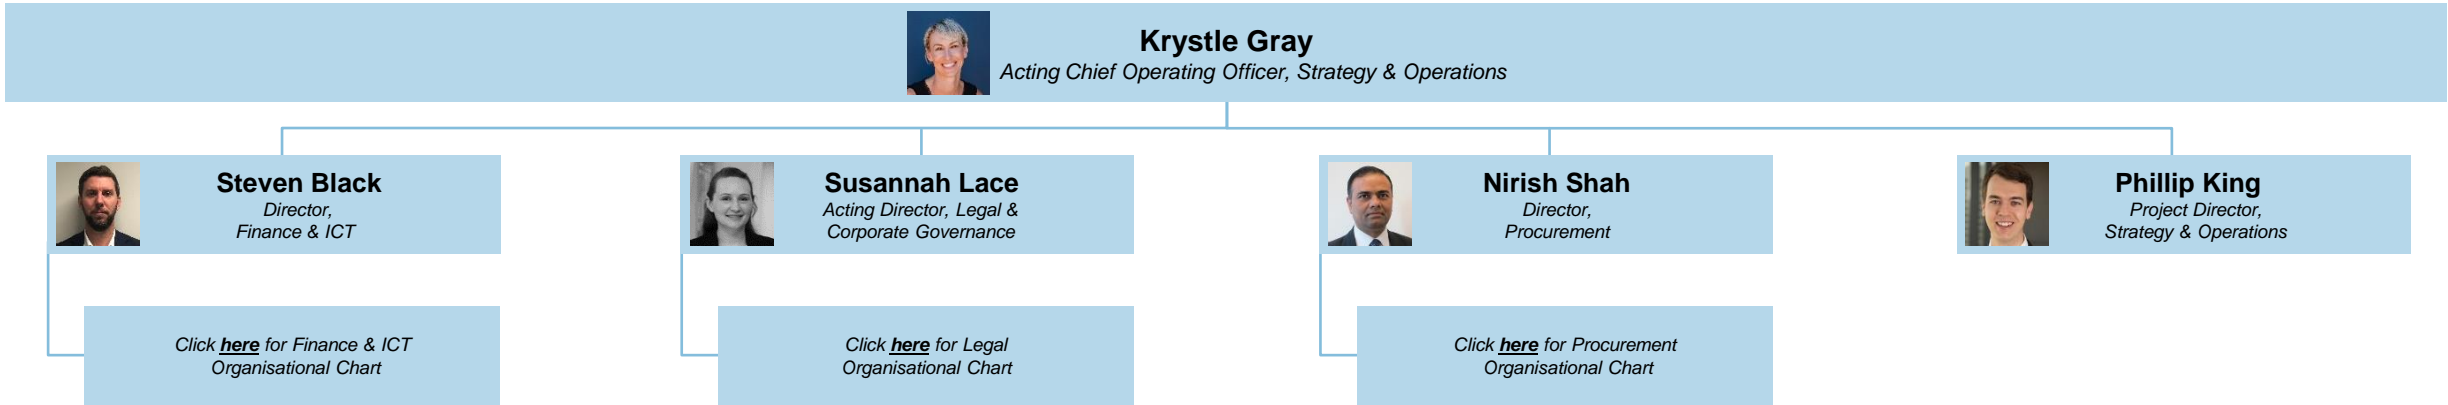 Krystle Gray
Acting Chief Operating Officer, Strategy & Operations
Steven Black
Director,
Finance & ICT
Susannah Lace
Acting Director, Legal &
Corporate Governance
Nirish Shah
Director,
Procurement
Phillip King
Project Director,
Strategy & Operations
Click here for Finance & ICT
Organisational Chart
Click here for Legal
Organisational Chart
Click here for Procurement
Organisational Chart